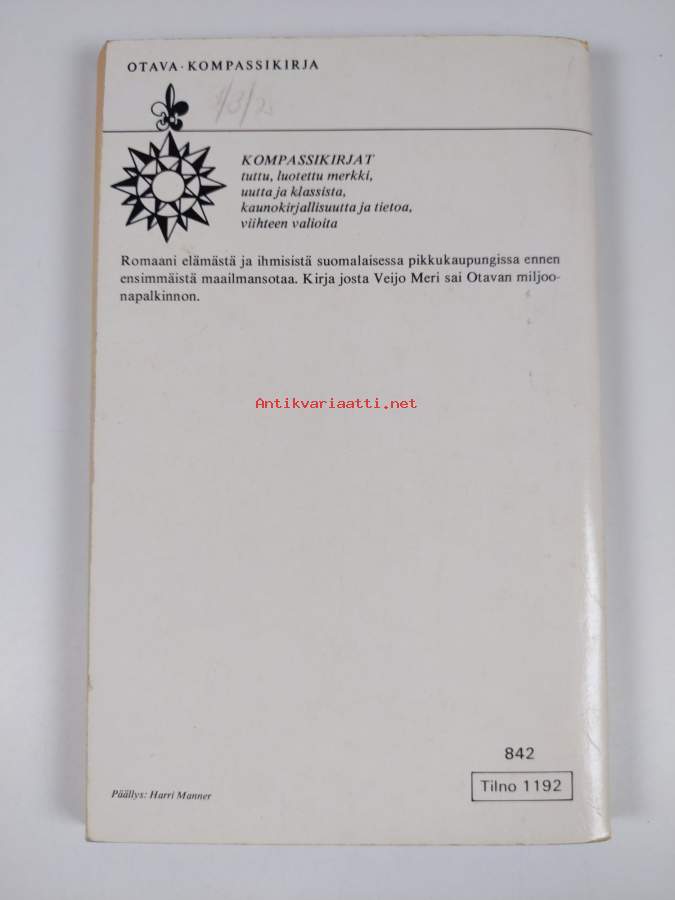 OTAVA · KOMPASSIKIRJA
KOMPASSIKIRJAT
tuttu, luotettu merkki,
uutta ja klassista,
kaunokirjallisuutta ja tietoa,
viihteen valioita
Romaani elämästä ja ihmisistä suomalaisessa pikkukaupungissa ennen
ensimmäistä maailmansotaa. Kirja josta Veijo Meri sai Otavan miljoo-
napalkinnon.
Antikvariaatti.net
842
Tilno 1192
Päällys: Harri Manner